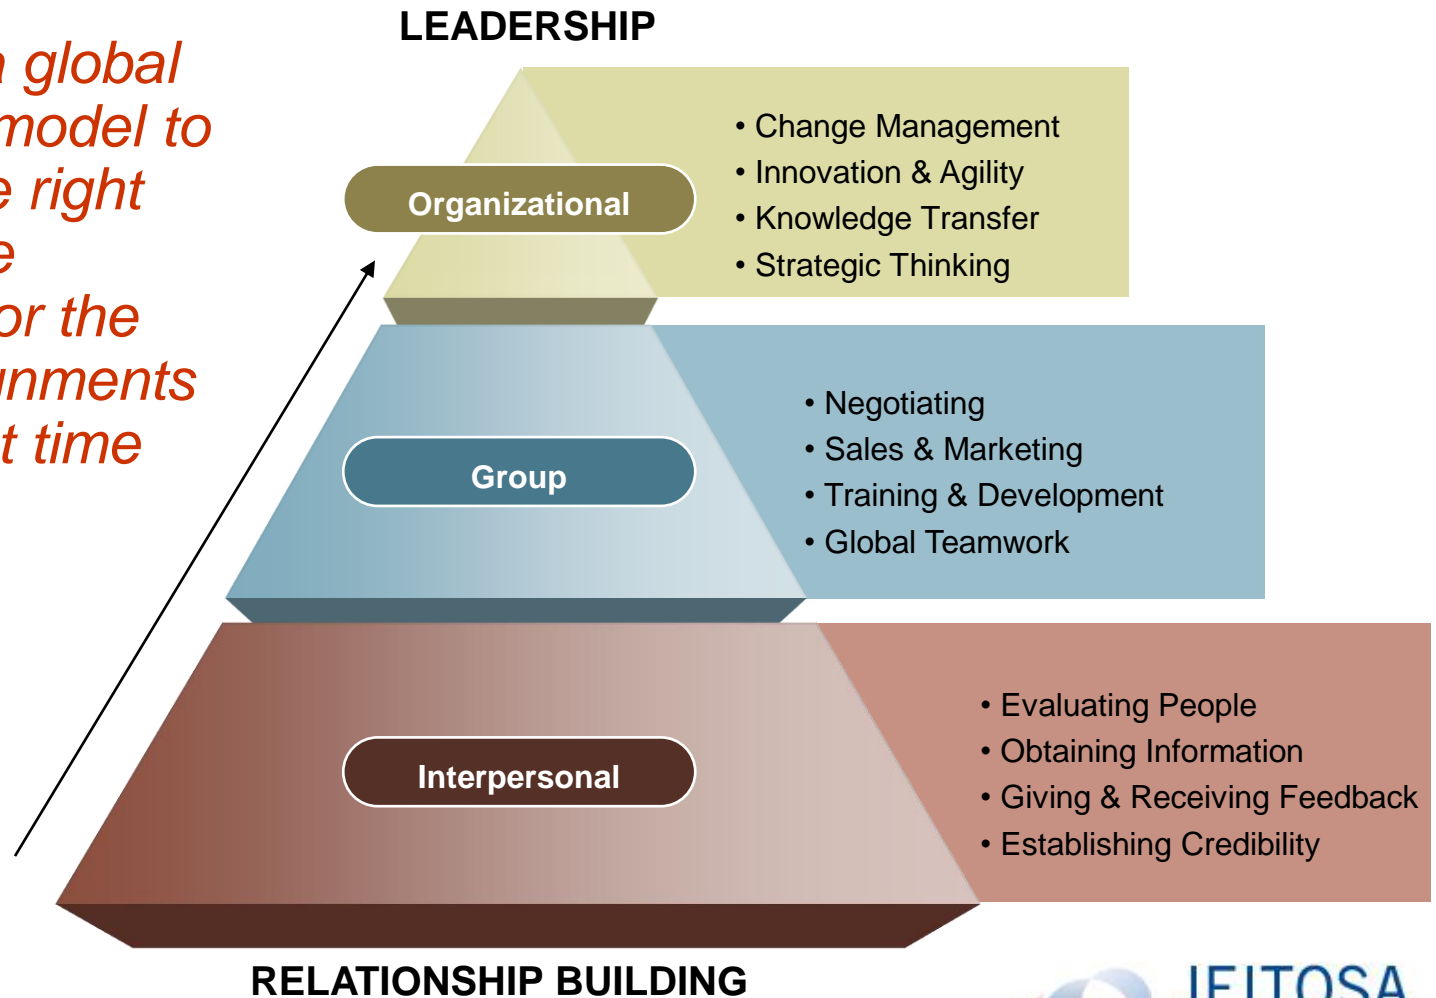 LEADERSHIP
a global
model to
e right
e
or the
gnments
t time
Organizational
• Change Management
• Innovation & Agility
• Knowledge Transfer
• Strategic Thinking
Group
• Negotiating
• Sales & Marketing
• Training & Development
• Global Teamwork
Interpersonal
• Evaluating People
• Obtaining Information
• Giving & Receiving Feedback
• Establishing Credibility
RELATIONSHIP BUILDING